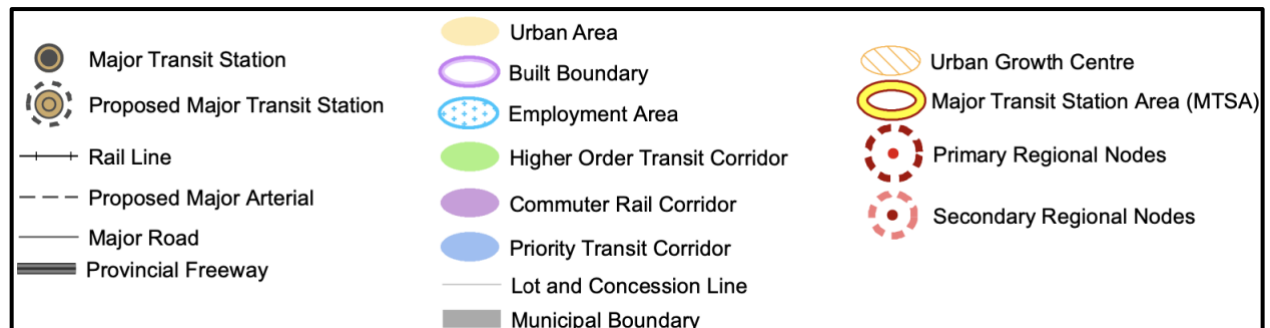 Major Transit Station
Proposed Major Transit Station
Rail Line
Proposed Major Arterial
Major Road
Provincial Freeway
Urban Area
Built Boundary
Employment Area
Higher Order Transit Corridor
Commuter Rail Corridor
Priority Transit Corridor
Lot and Concession Line
Municipal Boundary
Urban Growth Centre
Major Transit Station Area (MTSA)
Primary Regional Nodes
Secondary Regional Nodes